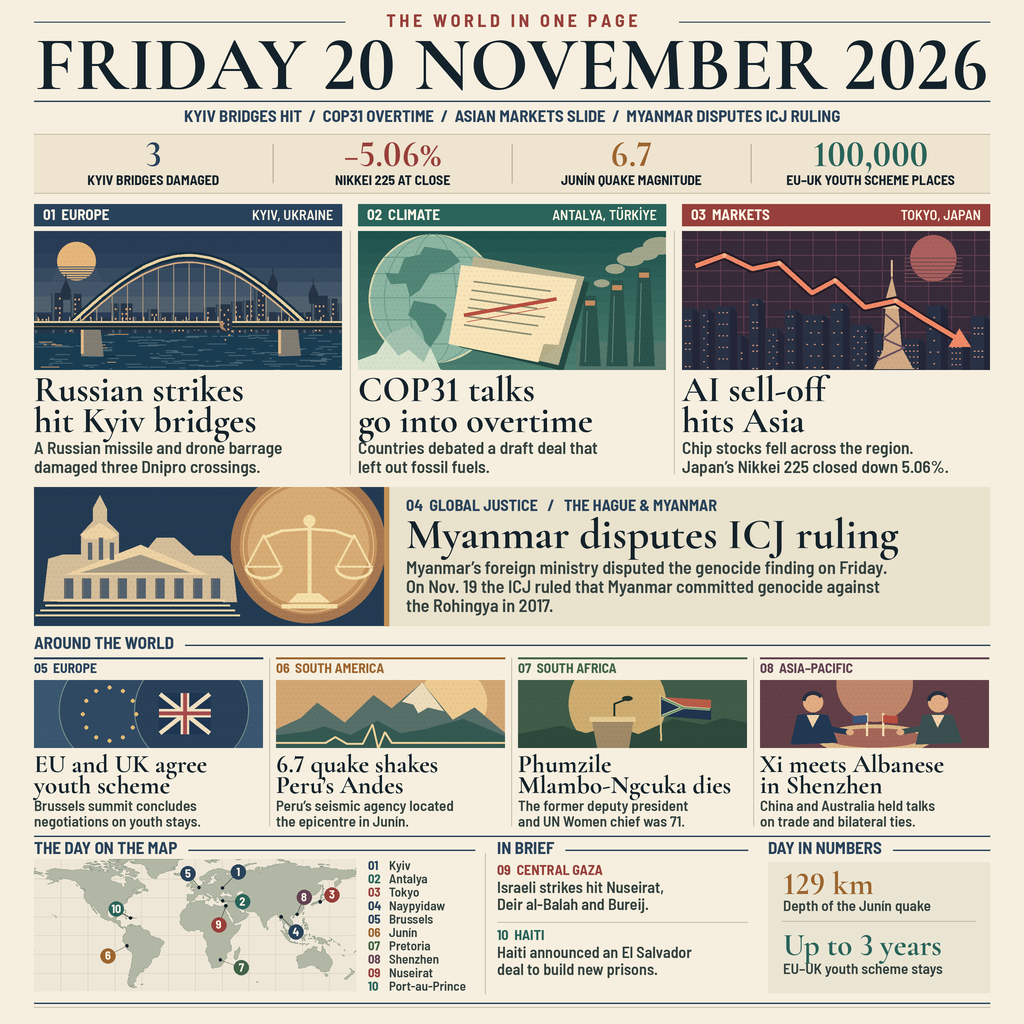 THE WORLD IN ONE PAGE
FRIDAY 20 NOVEMBER 2026
KYIV BRIDGES HIT / COP31 OVERTIME / ASIAN MARKETS SLIDE / MYANMAR DISPUTES ICJ RULING
3
KYIV BRIDGES DAMAGED
–5.06%
NIKKEI 225 AT CLOSE
6.7
JUNÍN QUAKE MAGNITUDE
100,000
EU–UK YOUTH SCHEME PLACES
01 EUROPE
KYIV, UKRAINE
Russian strikes
hit Kyiv bridges
A Russian missile and drone barrage
damaged three Dnipro crossings.
02 CLIMATE
ANTALYA, TÜRKİYE
COP31 talks
go into overtime
Countries debated a draft deal that
left out fossil fuels.
03 MARKETS
TOKYO, JAPAN
AI sell-off
hits Asia
Chip stocks fell across the region.
Japan's Nikkei 225 closed down 5.06%.
04 GLOBAL JUSTICE / THE HAGUE & MYANMAR
Myanmar disputes ICJ ruling
Myanmar's foreign ministry disputed the genocide finding on Friday.
On Nov. 19 the ICJ ruled that Myanmar committed genocide against
the Rohingya in 2017.
AROUND THE WORLD
05 EUROPE
EU and UK agree
youth scheme
Brussels summit concludes
negotiations on youth stays.
06 SOUTH AMERICA
6.7 quake shakes
Peru's Andes
Peru's seismic agency located
the epicentre in Junín.
07 SOUTH AFRICA
Phumzile
Mlambo-Ngcuka dies
The former deputy president
and UN Women chief was 71.
08 ASIA–PACIFIC
Xi meets Albanese
in Shenzhen
China and Australia held talks
on trade and bilateral ties.
THE DAY ON THE MAP
5
1
2
8
3
10
9
4
6
7
01 Kyiv
02 Antalya
03 Tokyo
04 Naypyidaw
05 Brussels
06 Junín
07 Pretoria
08 Shenzhen
09 Nuseirat
10 Port-au-Prince
IN BRIEF
09 CENTRAL GAZA
Israeli strikes hit Nuseirat,
Deir al-Balah and Bureij.
10 HAITI
Haiti announced an El Salvador
deal to build new prisons.
DAY IN NUMBERS
129 km
Depth of the Junín quake
Up to 3 years
EU–UK youth scheme stays